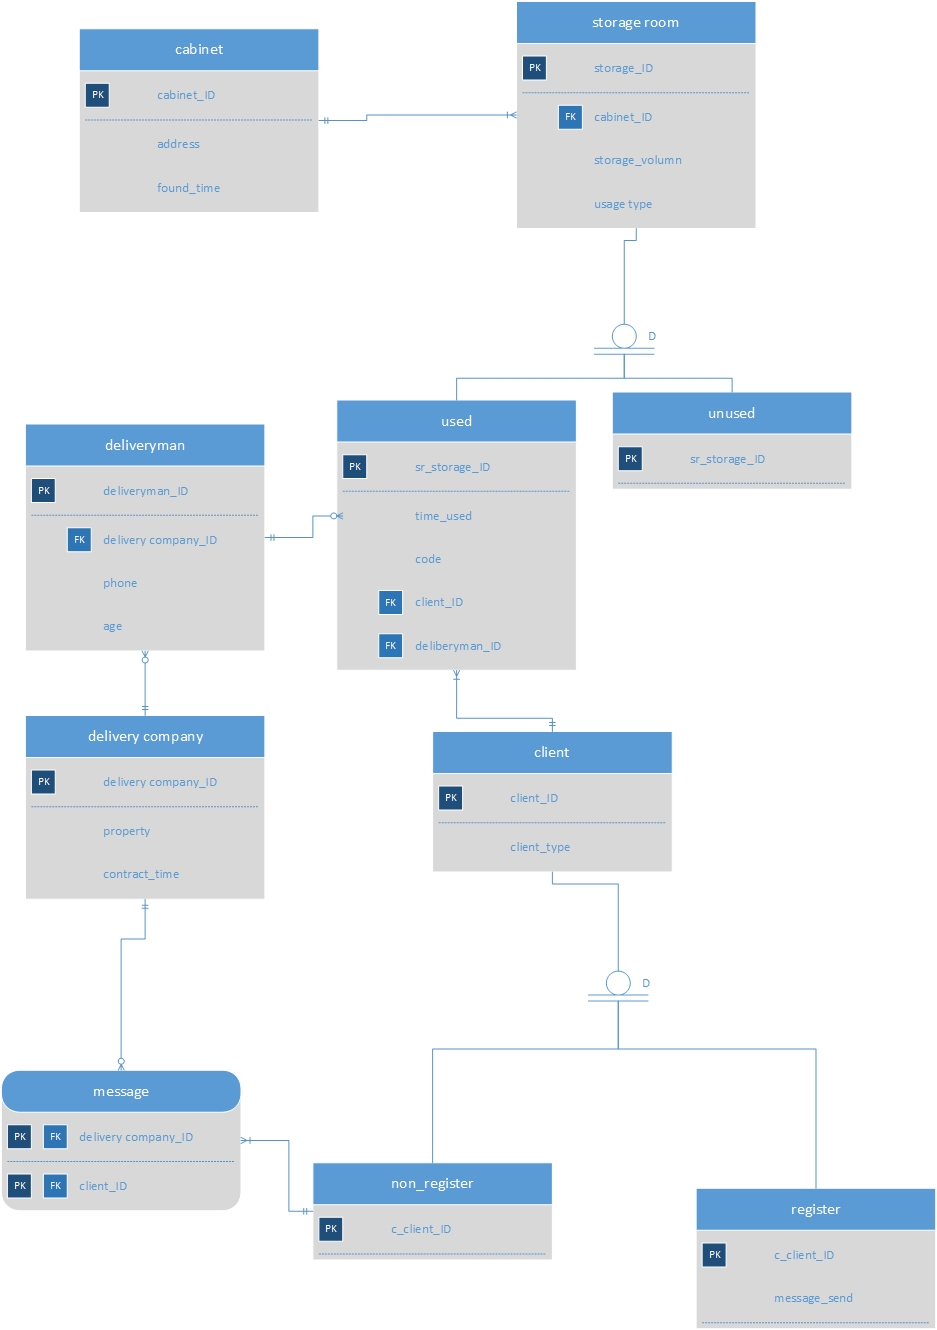 cabinet
PK cabinet_ID
address
found_time
storage room
PK storage_ID
FK cabinet_ID
storage_volumn
usage type
D
used
PK sr_storage_ID
time_used
code
FK client_ID
FK deliberyman_ID
unused
PK sr_storage_ID
deliveryman
PK deliveryman_ID
FK delivery company_ID
phone
age
delivery company
PK delivery company_ID
property
contract_time
client
PK client_ID
client_type
D
message
PK FK delivery company_ID
PK FK client_ID
non_register
PK c_client_ID
register
PK c_client_ID
message_send